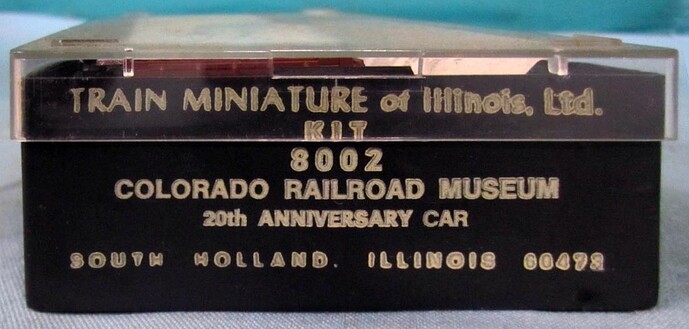 TRAIN MINIATURE of Illinois, Ltd.
KIT
8002
COLORADO RAILROAD MUSEUM
20th ANNIVERSARY CAR
SOUTH HOLLAND, ILLINOIS 60473